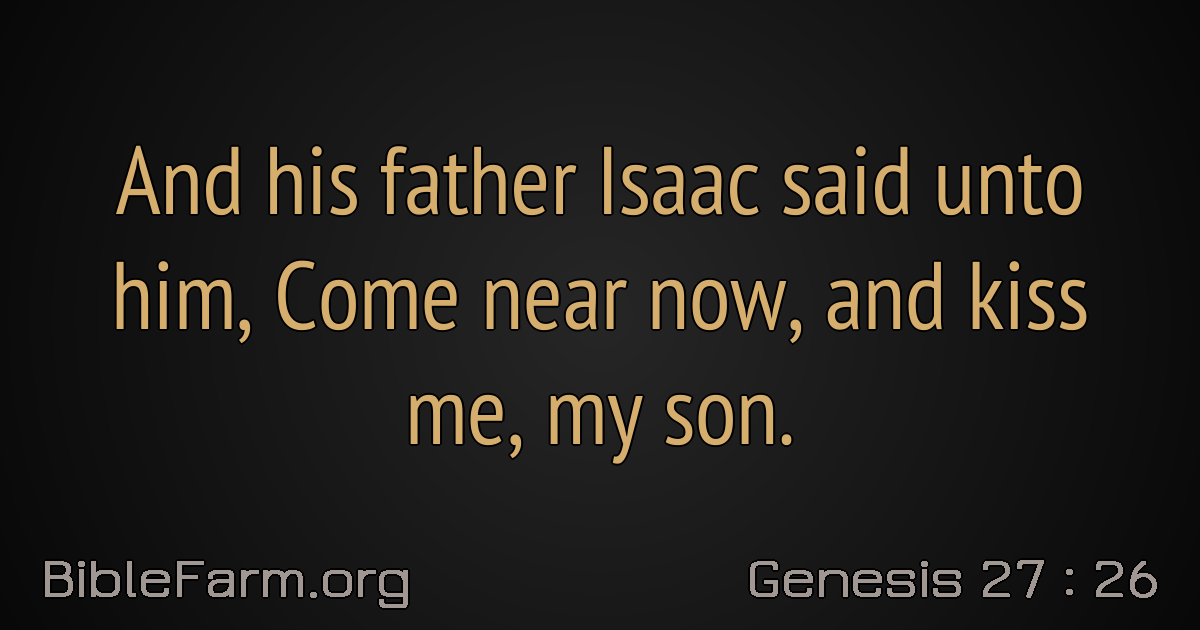 And his father Isaac said unto
him, Come near now, and kiss
me, my son.
BibleFarm.org
Genesis 27 : 26